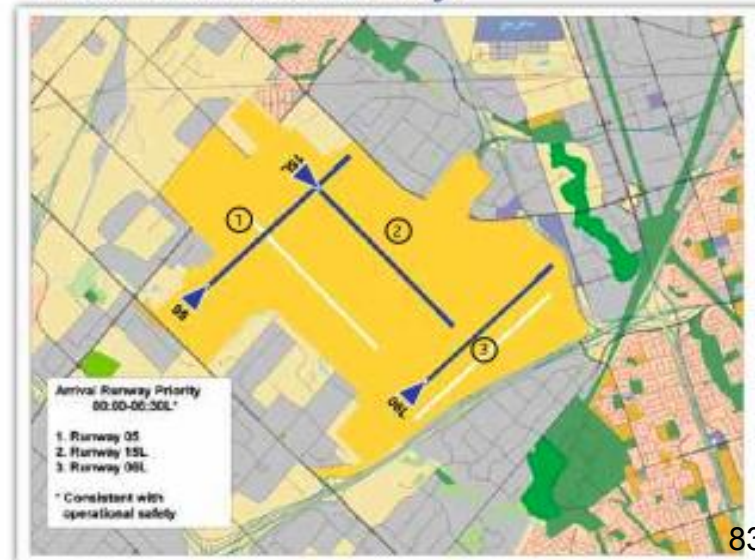 15L
1
2
05
3
06L
Arrival Runway Priority
00:00-06:30L*
1. Runway 05
2. Runway 15L
3. Runway 06L
* Consistent with
operational safety
83